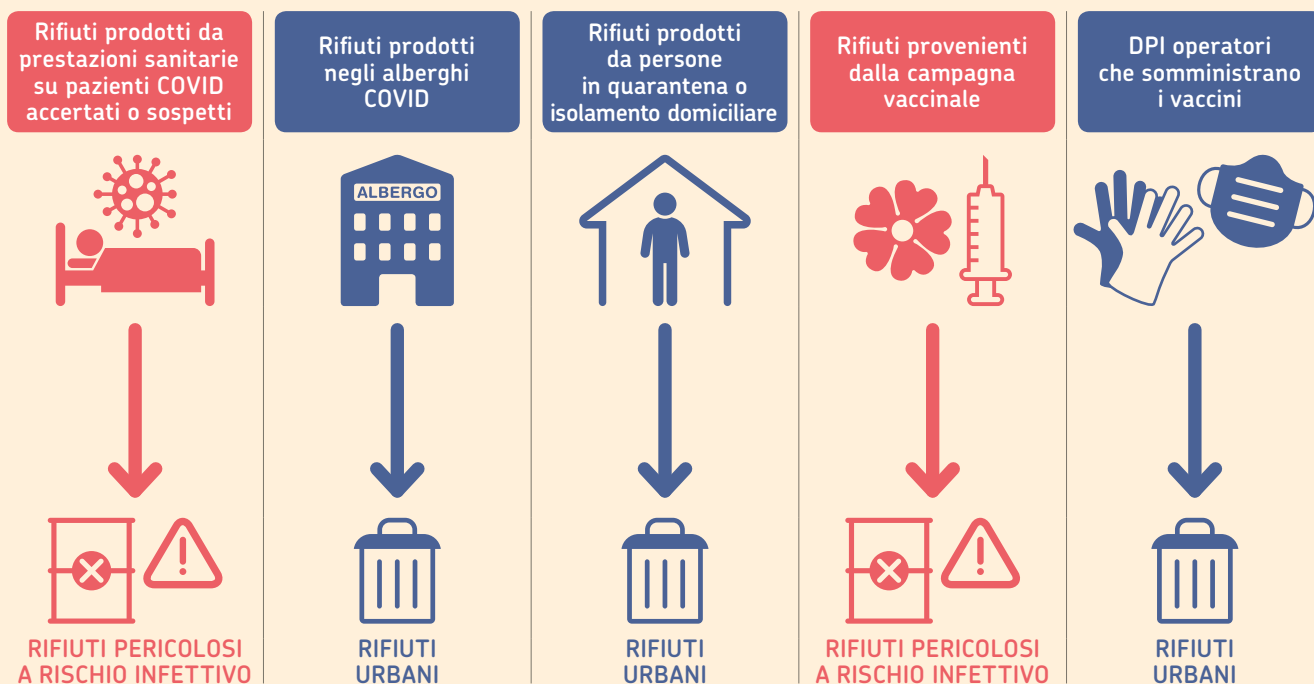 Rifiuti prodotti da
prestazioni sanitarie
su pazienti COVID
accertati o sospetti
Rifiuti prodotti
negli alberghi
COVID
Rifiuti prodotti
da persone
in quarantena o
isolamento domiciliare
Rifiuti provenienti
dalla campagna
vaccinale
DPI operatori
che somministrano
i vaccini
ALBERGO
RIFIUTI PERICOLOSI
A RISCHIO INFETTIVO
RIFIUTI
URBANI
RIFIUTI
URBANI
RIFIUTI PERICOLOSI
A RISCHIO INFETTIVO
RIFIUTI
URBANI